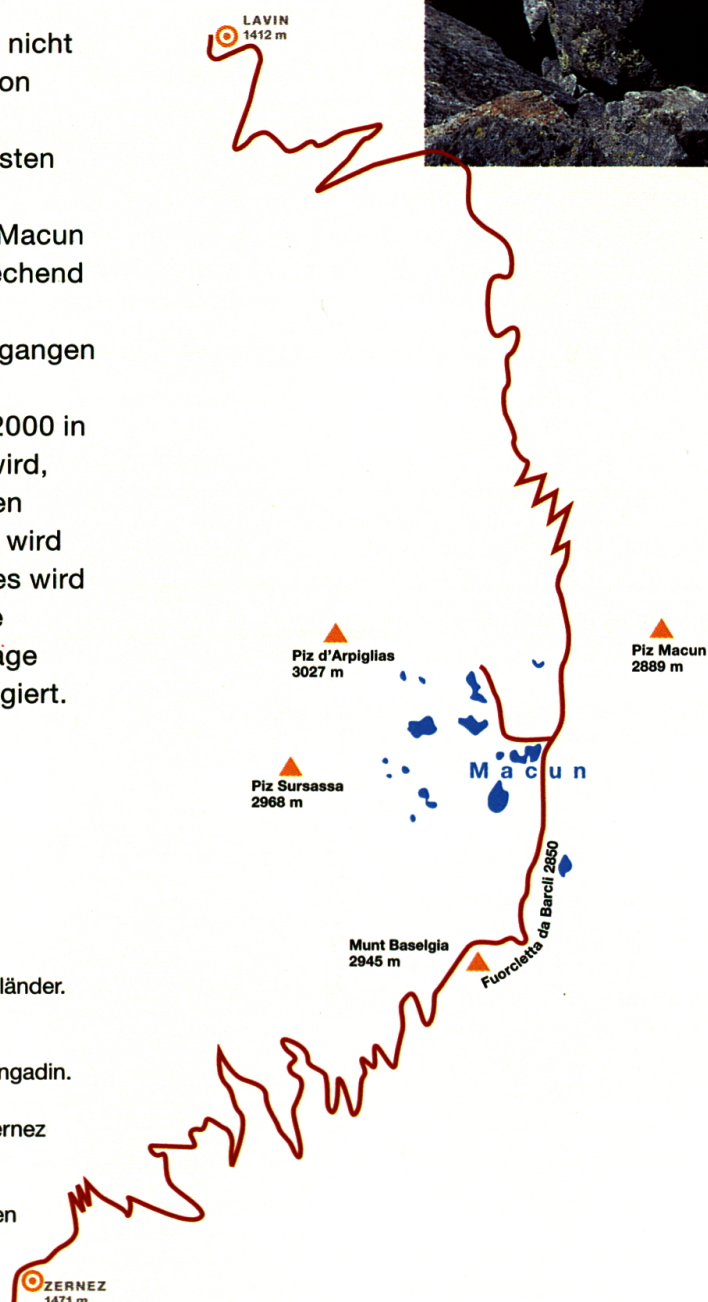 nicht
on
sten
Macun
echend
gangen
2000 in
wird,
en
wird
es wird
e
äge
giert.
länder.
ngadin.
ernez
en
LAVIN
1412 m
Piz d'Arpiglias
3027 m
Piz Macun
2889 m
Piz Sursassa
2968 m
Macun
Fuorcletta da Barcli 2850
Munt Baselgia
2945 m
ZERNEZ
1471 m